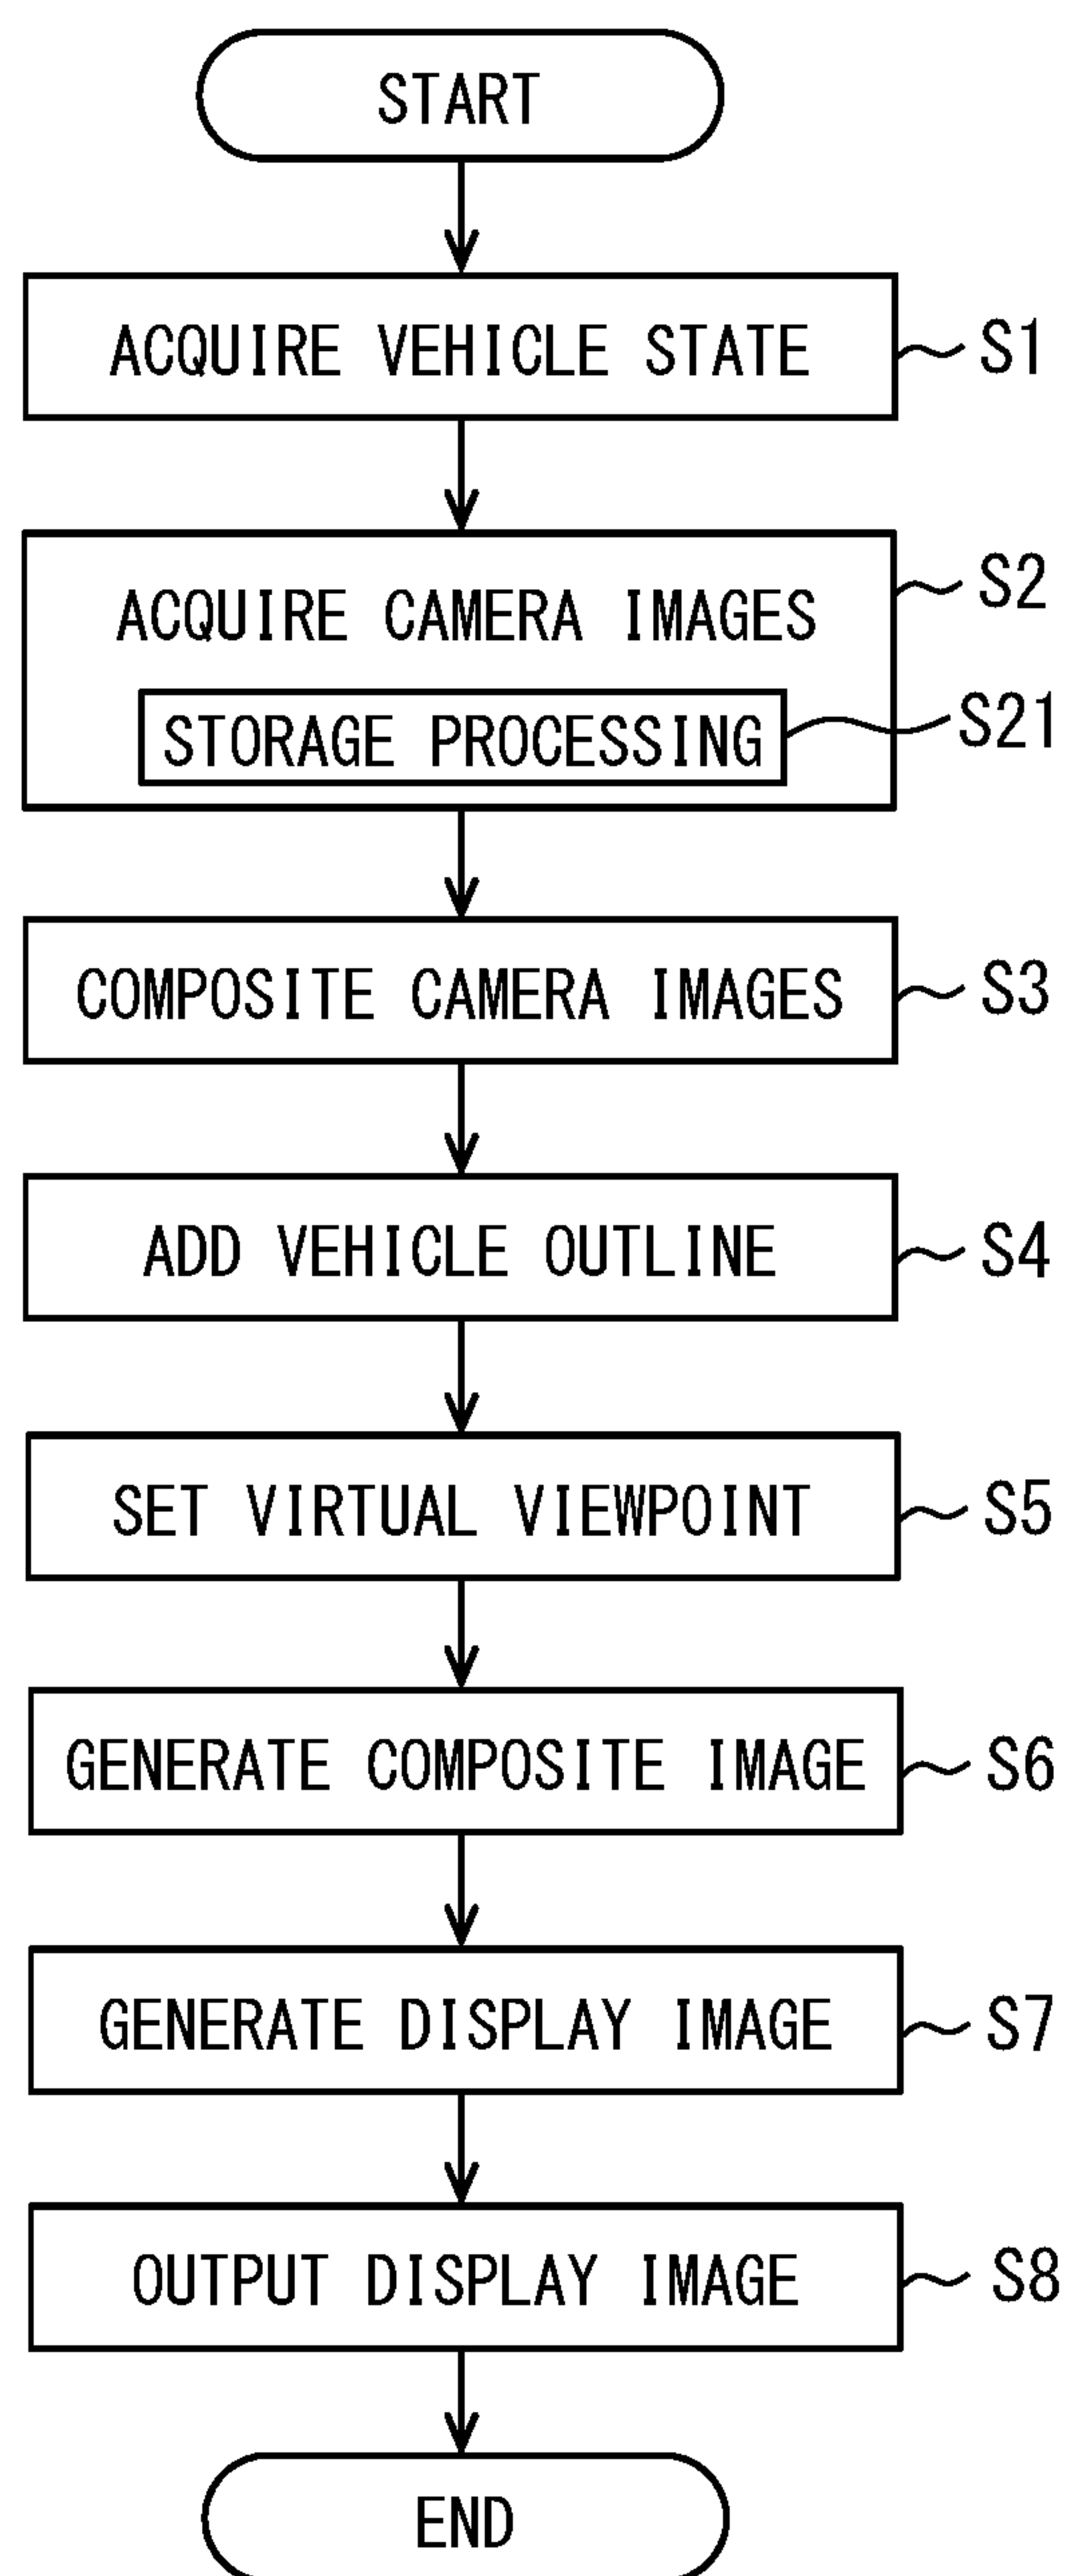 START
ACQUIRE VEHICLE STATE S1
ACQUIRE CAMERA IMAGES S2
STORAGE PROCESSING S21
COMPOSITE CAMERA IMAGES S3
ADD VEHICLE OUTLINE S4
SET VIRTUAL VIEWPOINT S5
GENERATE COMPOSITE IMAGE S6
GENERATE DISPLAY IMAGE S7
OUTPUT DISPLAY IMAGE S8
END